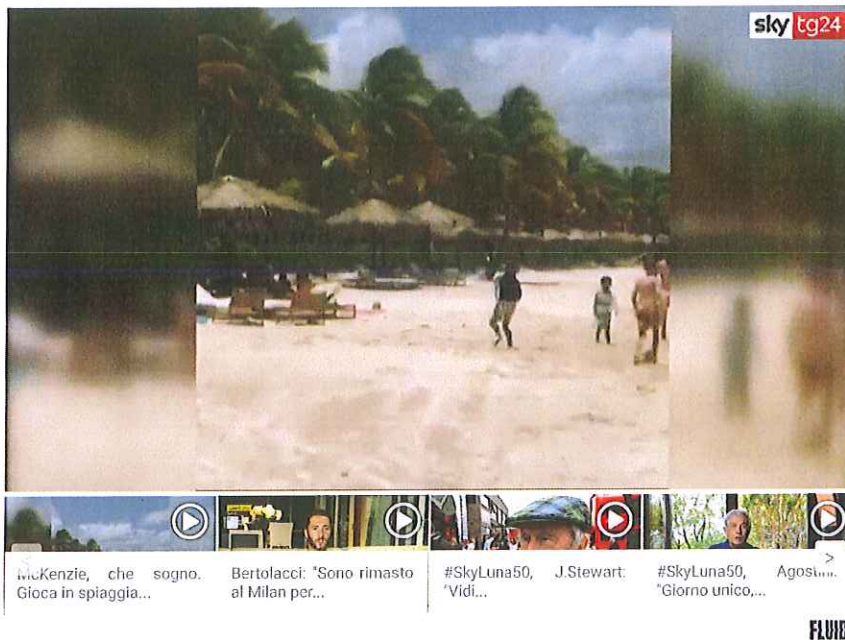 sky tg24
McKenzie, che sogno.
Gioca in spiaggia...
Bertolacci: "Sono rimasto
al Milan per...
#SkyLuna50, J.Stewart:
"Vidi...
#SkyLuna50,
"Giorno unico,...